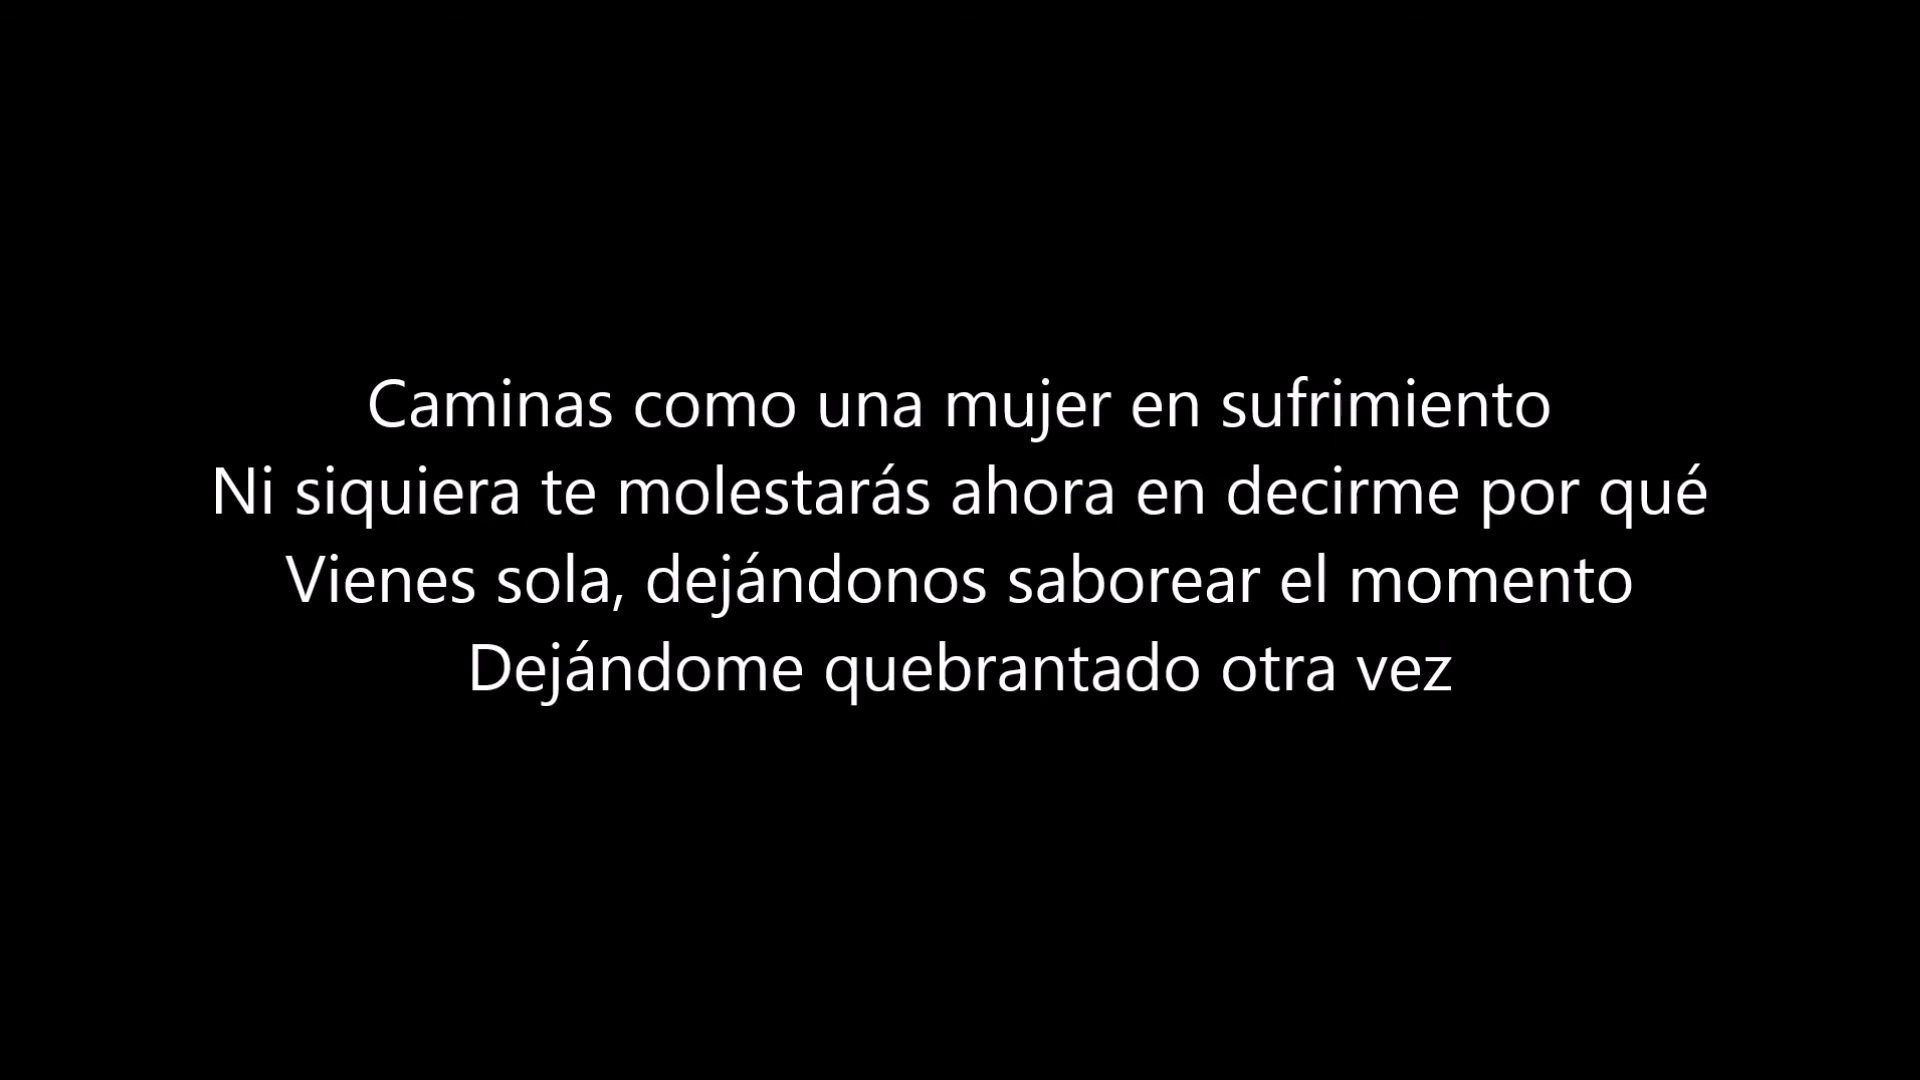 Caminas como una mujer en sufrimiento
Ni siquiera te molestarás ahora en decirme por qué
Vienes sola, dejándonos saborear el momento
Dejándome quebrantado otra vez